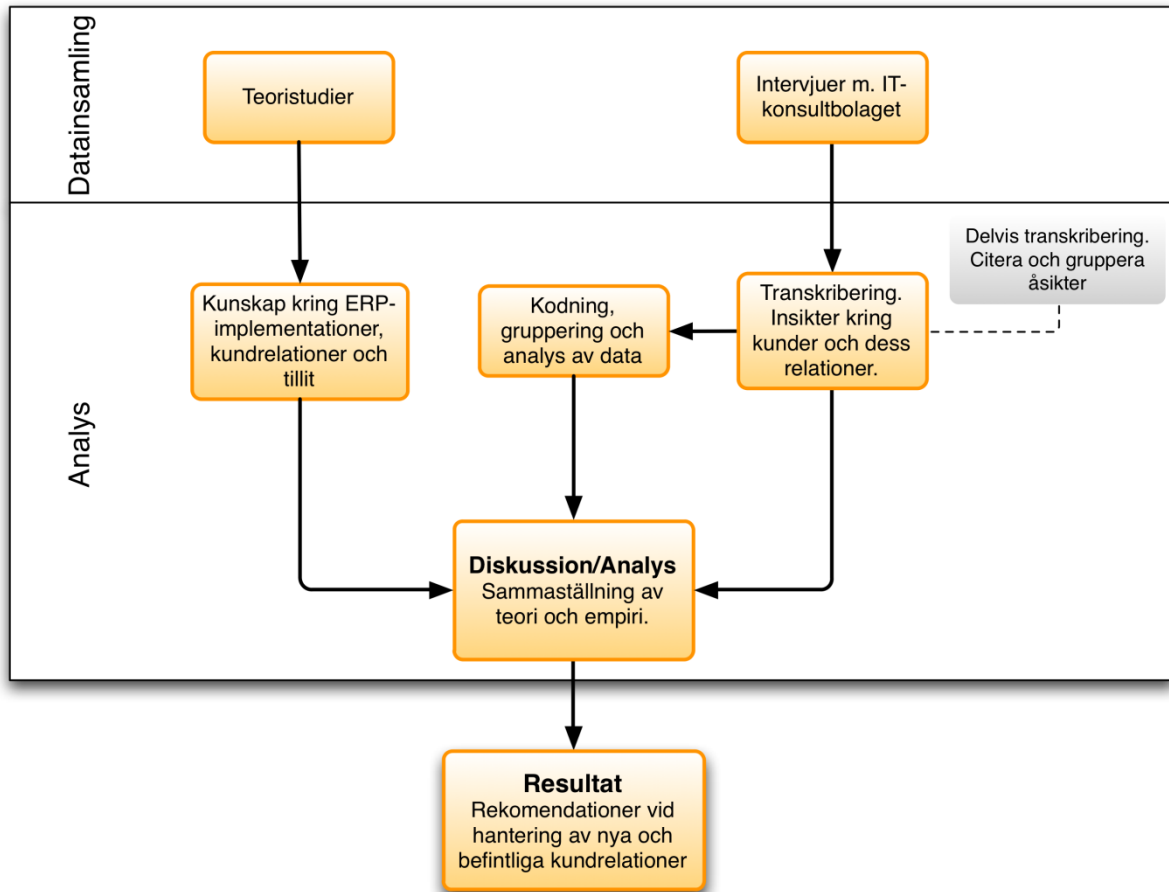 Datainsamling
Teoristudier
Intervjuer m. IT-
konsultbolaget
Analys
Delvis transkribering.
Citera och gruppera
åsikter
Kunskap kring ERP-
implementationer,
kundrelationer och
tillit
Kodning,
gruppering och
analys av data
Transkribering.
Insikter kring
kunder och dess
relationer.
Diskussion/Analys
Sammaställning av
teori och empiri.
Resultat
Rekomendationer vid
hantering av nya och
befintliga kundrelationer